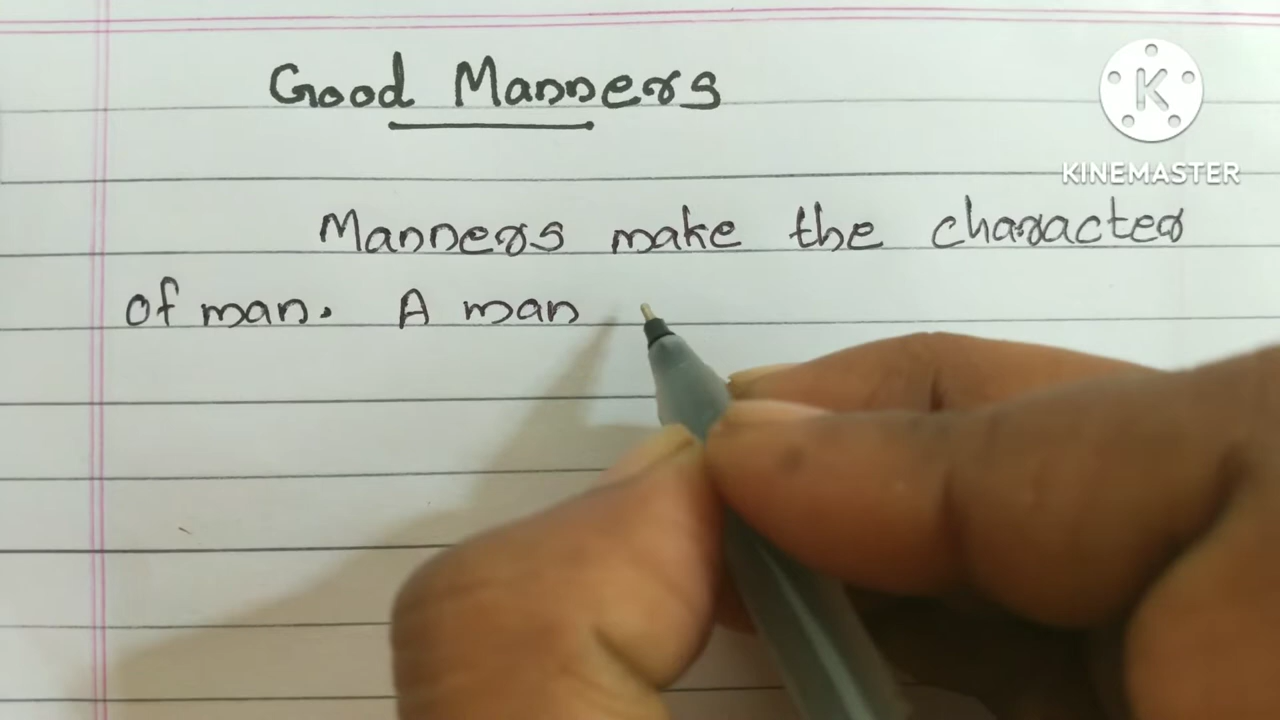 Good Manners
K
KINEMASTER
Manners make the character
of man. A man